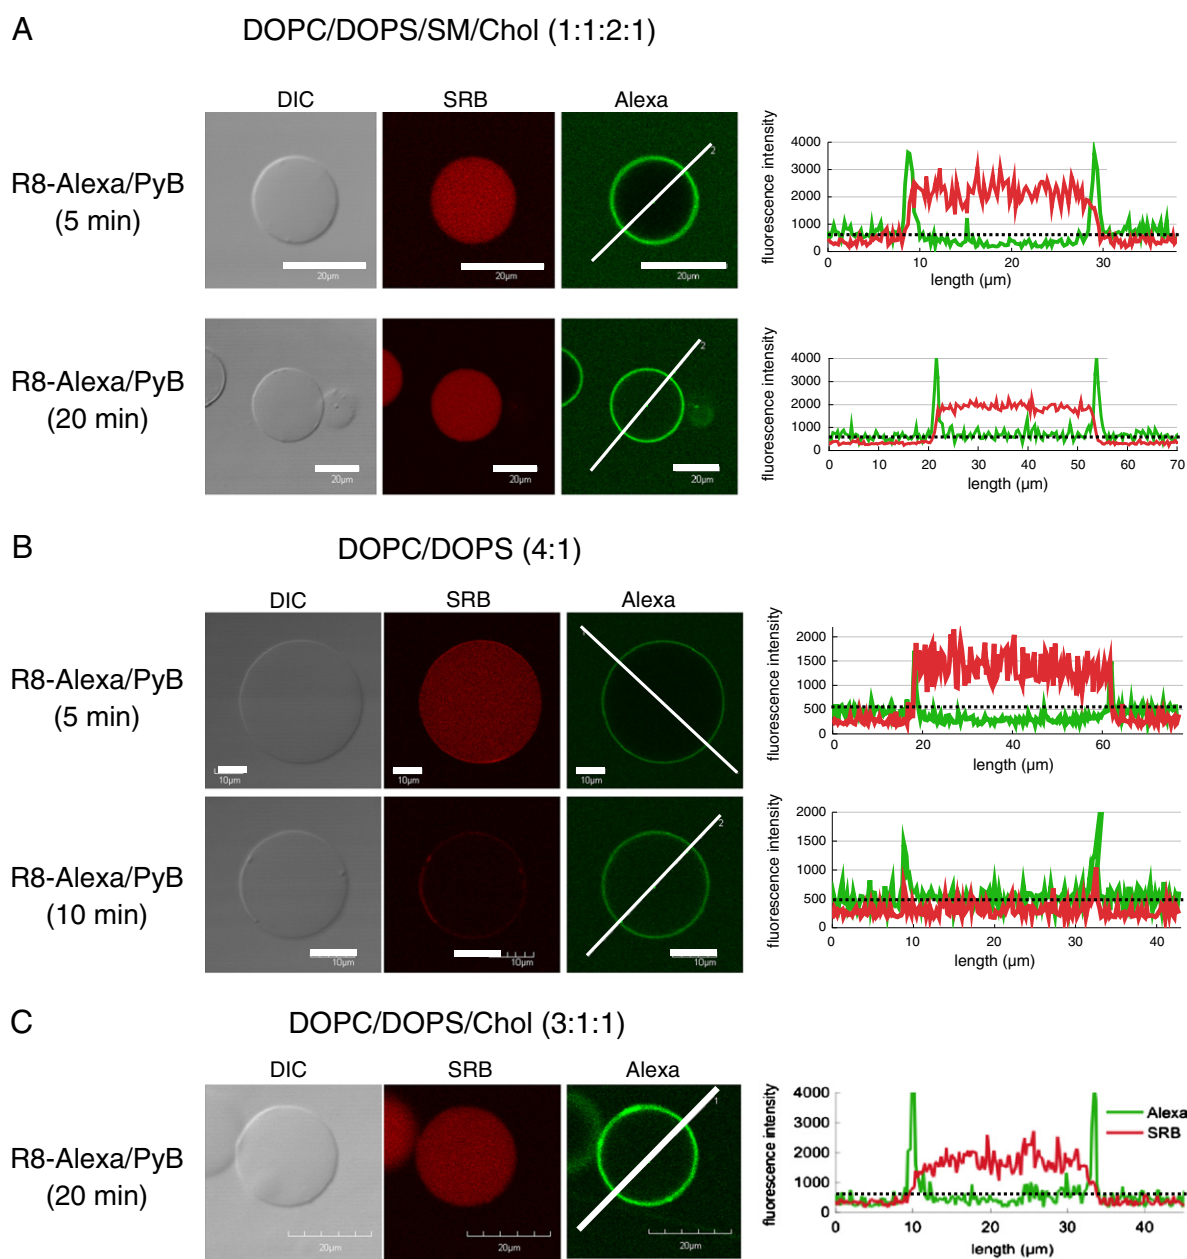 A
DOPC/DOPS/SM/Chol (1:1:2:1)
DIC SRB Alexa
R8-Alexa/PyB
(5 min)
20µm 20µm 20µm
2
fluorescence intensity
4000
3000
2000
1000
0
0 10 20 30
length (µm)
R8-Alexa/PyB
(20 min)
20µm 20µm 20µm
2
fluorescence intensity
4000
3000
2000
1000
0
0 10 20 30 40 50 60 70
length (µm)
B
DOPC/DOPS (4:1)
DIC SRB Alexa
R8-Alexa/PyB
(5 min)
10µm 10µm 10µm
1
fluorescence intensity
2000
1500
1000
500
0
0 20 40 60
length (µm)
R8-Alexa/PyB
(10 min)
10µm 10µm 10µm
2
fluorescence intensity
2000
1500
1000
500
0
0 10 20 30 40
length (µm)
C
DOPC/DOPS/Chol (3:1:1)
DIC SRB Alexa
R8-Alexa/PyB
(20 min)
20µm 20µm 20µm
1
fluorescence intensity
4000
3000
2000
1000
0
0 10 20 30 40
length (µm)
Alexa
SRB